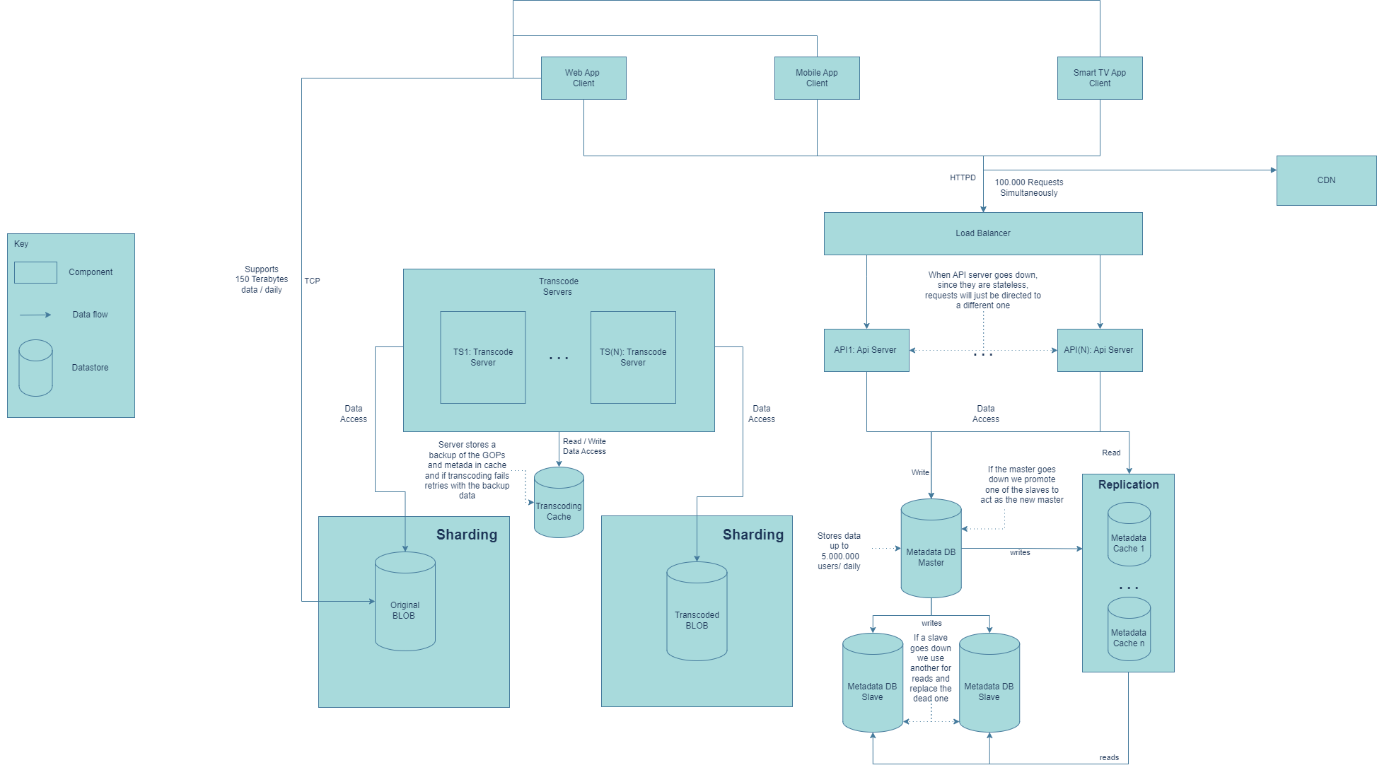 Web App
Client
Mobile App
Client
Smart TV App
Client
CDN
HTTPD
100.000 Requests
Simultaneously
Load Balancer
Key
Component
Data flow
Datastore
Supports
150 Terabytes
data / daily
TCP
Transcode
Servers
TS1: Transcode
Server
. . .
TS(N): Transcode
Server
When API server goes down,
since they are stateless,
requests will just be directed to
a different one
API1: Api Server
. . .
API(N): Api Server
Data
Access
Data
Access
Data
Access
Read / Write
Data Access
Server stores a
backup of the GOPs
and metada in cache
and if transcoding fails
retries with the backup
data
Transcoding
Cache
Write
Read
If the master goes
down we promote
one of the slaves to
act as the new master
Replication
Metadata
Cache 1
. . .
Metadata
Cache n
Sharding
Original
BLOB
Sharding
Transcoded
BLOB
Stores data
up to
5.000.000
users/ daily
Metadata DB
Master
writes
writes
If a slave
goes down
we use
another for
reads and
replace the
dead one
Metadata DB
Slave
Metadata DB
Slave
reads